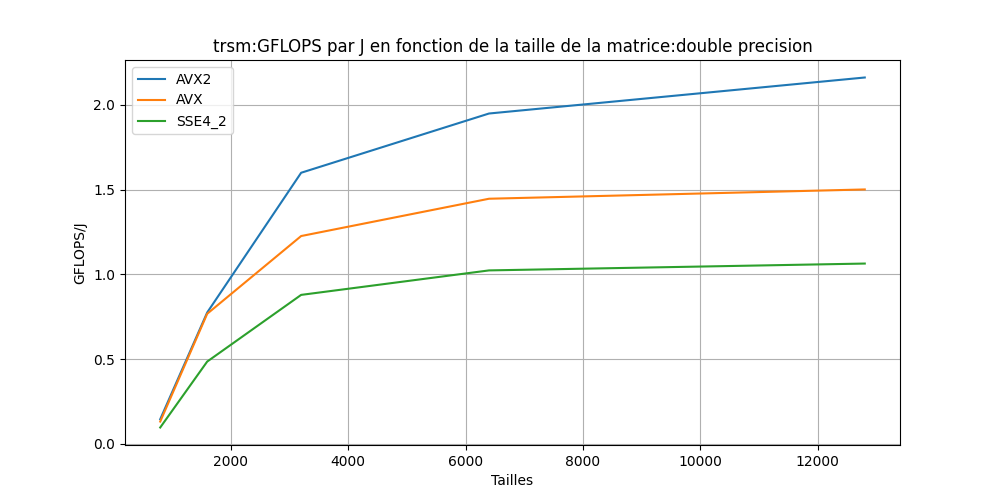 trsm:GFLOPS par J en fonction de la taille de la matrice:double precision
AVX2
AVX
SSE4_2
2.0
1.5
1.0
0.5
0.0
GFLOPS/J
2000 4000 6000 8000 10000 12000
Tailles